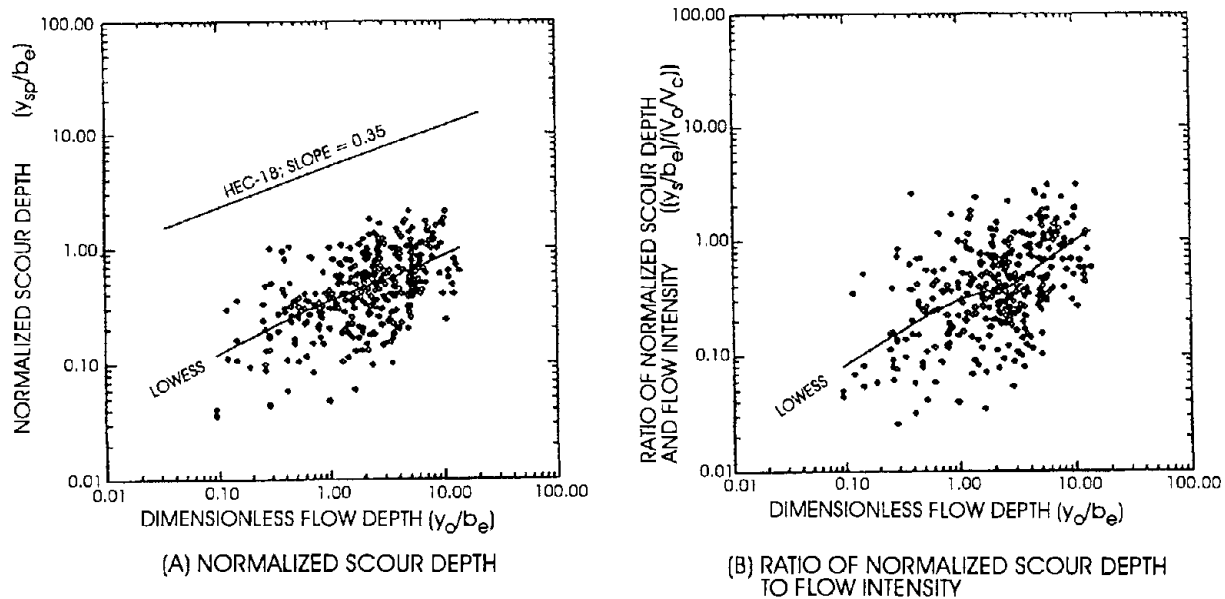 100.00
10.00
1.00
0.10
0.01
NORMALIZED SCOUR DEPTH (y_sp/b_e)
HEC-18; SLOPE = 0.35
LOWESS
0.01 0.10 1.00 10.00 100.00
DIMENSIONLESS FLOW DEPTH (y_o/b_e)
(A) NORMALIZED SCOUR DEPTH
100.00
10.00
1.00
0.10
0.01
RATIO OF NORMALIZED SCOUR DEPTH
AND FLOW INTENSITY ((y_s/b_e)/(V_o/V_c))
LOWESS
0.01 0.10 1.00 10.00 100.00
DIMENSIONLESS FLOW DEPTH (y_o/b_e)
(B) RATIO OF NORMALIZED SCOUR DEPTH
TO FLOW INTENSITY